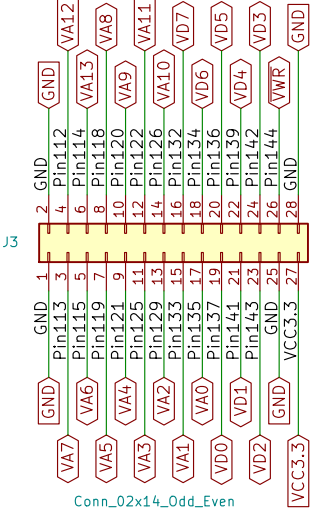 VA12 VA8 VA11 VD7 VD5 VD3 GND
GND VA13 VA9 VA10 VD6 VD4 VWR
GND Pin112 Pin114 Pin118 Pin120 Pin122 Pin126 Pin132 Pin134 Pin136 Pin139 Pin142 Pin144 GND
2 4 6 8 10 12 14 16 18 20 22 24 26 28
J3
1 3 5 7 9 11 13 15 17 19 21 23 25 27
GND Pin113 Pin115 Pin119 Pin121 Pin125 Pin129 Pin133 Pin135 Pin137 Pin141 Pin143 GND VCC3.3
GND VA6 VA4 VA2 VA0 VD1 GND
VA7 VA5 VA3 VA1 VD0 VD2 VCC3.3
Conn_02x14_Odd_Even